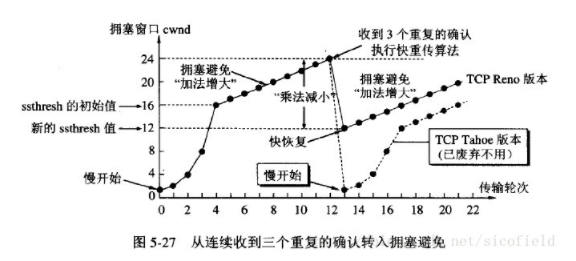 拥塞窗口 cwnd
收到 3 个重复的确认
执行快重传算法
24
20
16
12
8
4
0
拥塞避免
“加法增大”
“乘法减小”
拥塞避免
“加法增大”
TCP Reno 版本
ssthresh 的初始值
新的 ssthresh 值
快恢复
TCP Tahoe 版本
(已废弃不用)
慢开始
慢开始
传输轮次
0 2 4 6 8 10 12 14 16 18 20 22
图 5-27 从连续收到三个重复的确认转入拥塞避免
net/sicofield